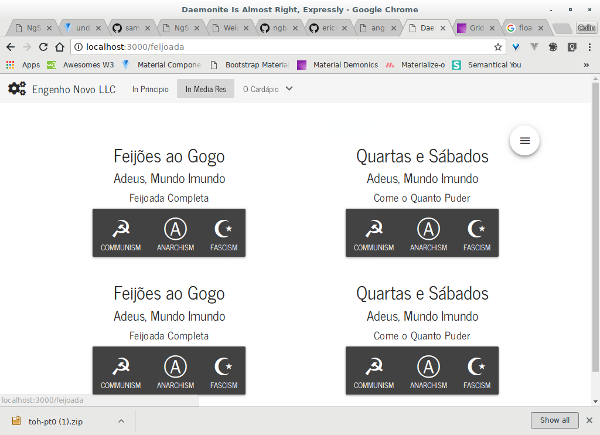 Daemonite Is Almost Right, Expressly - Google Chrome
NgS
und
sam
NgS
Wel
ngb
eric
ang
Dae
Grid
floa
localhost:3000/feijoada
Apps
Awesomes W3
Material Compone
Bootstrap Material
Material Demonics
Materialize-o
Semantical You
»
Engenho Novo LLC
In Principio
In Media Res
O Cardápio
Feijões ao Gogo
Adeus, Mundo Imundo
Feijoada Completa
COMMUNISM
ANARCHISM
FASCISM
Quartas e Sábados
Adeus, Mundo Imundo
Come o Quanto Puder
COMMUNISM
ANARCHISM
FASCISM
Feijões ao Gogo
Adeus, Mundo Imundo
Feijoada Completa
COMMUNISM
ANARCHISM
FASCISM
Quartas e Sábados
Adeus, Mundo Imundo
Come o Quanto Puder
COMMUNISM
ANARCHISM
FASCISM
localhost:3000/feijoada
toh-pt0 (1).zip
Show all